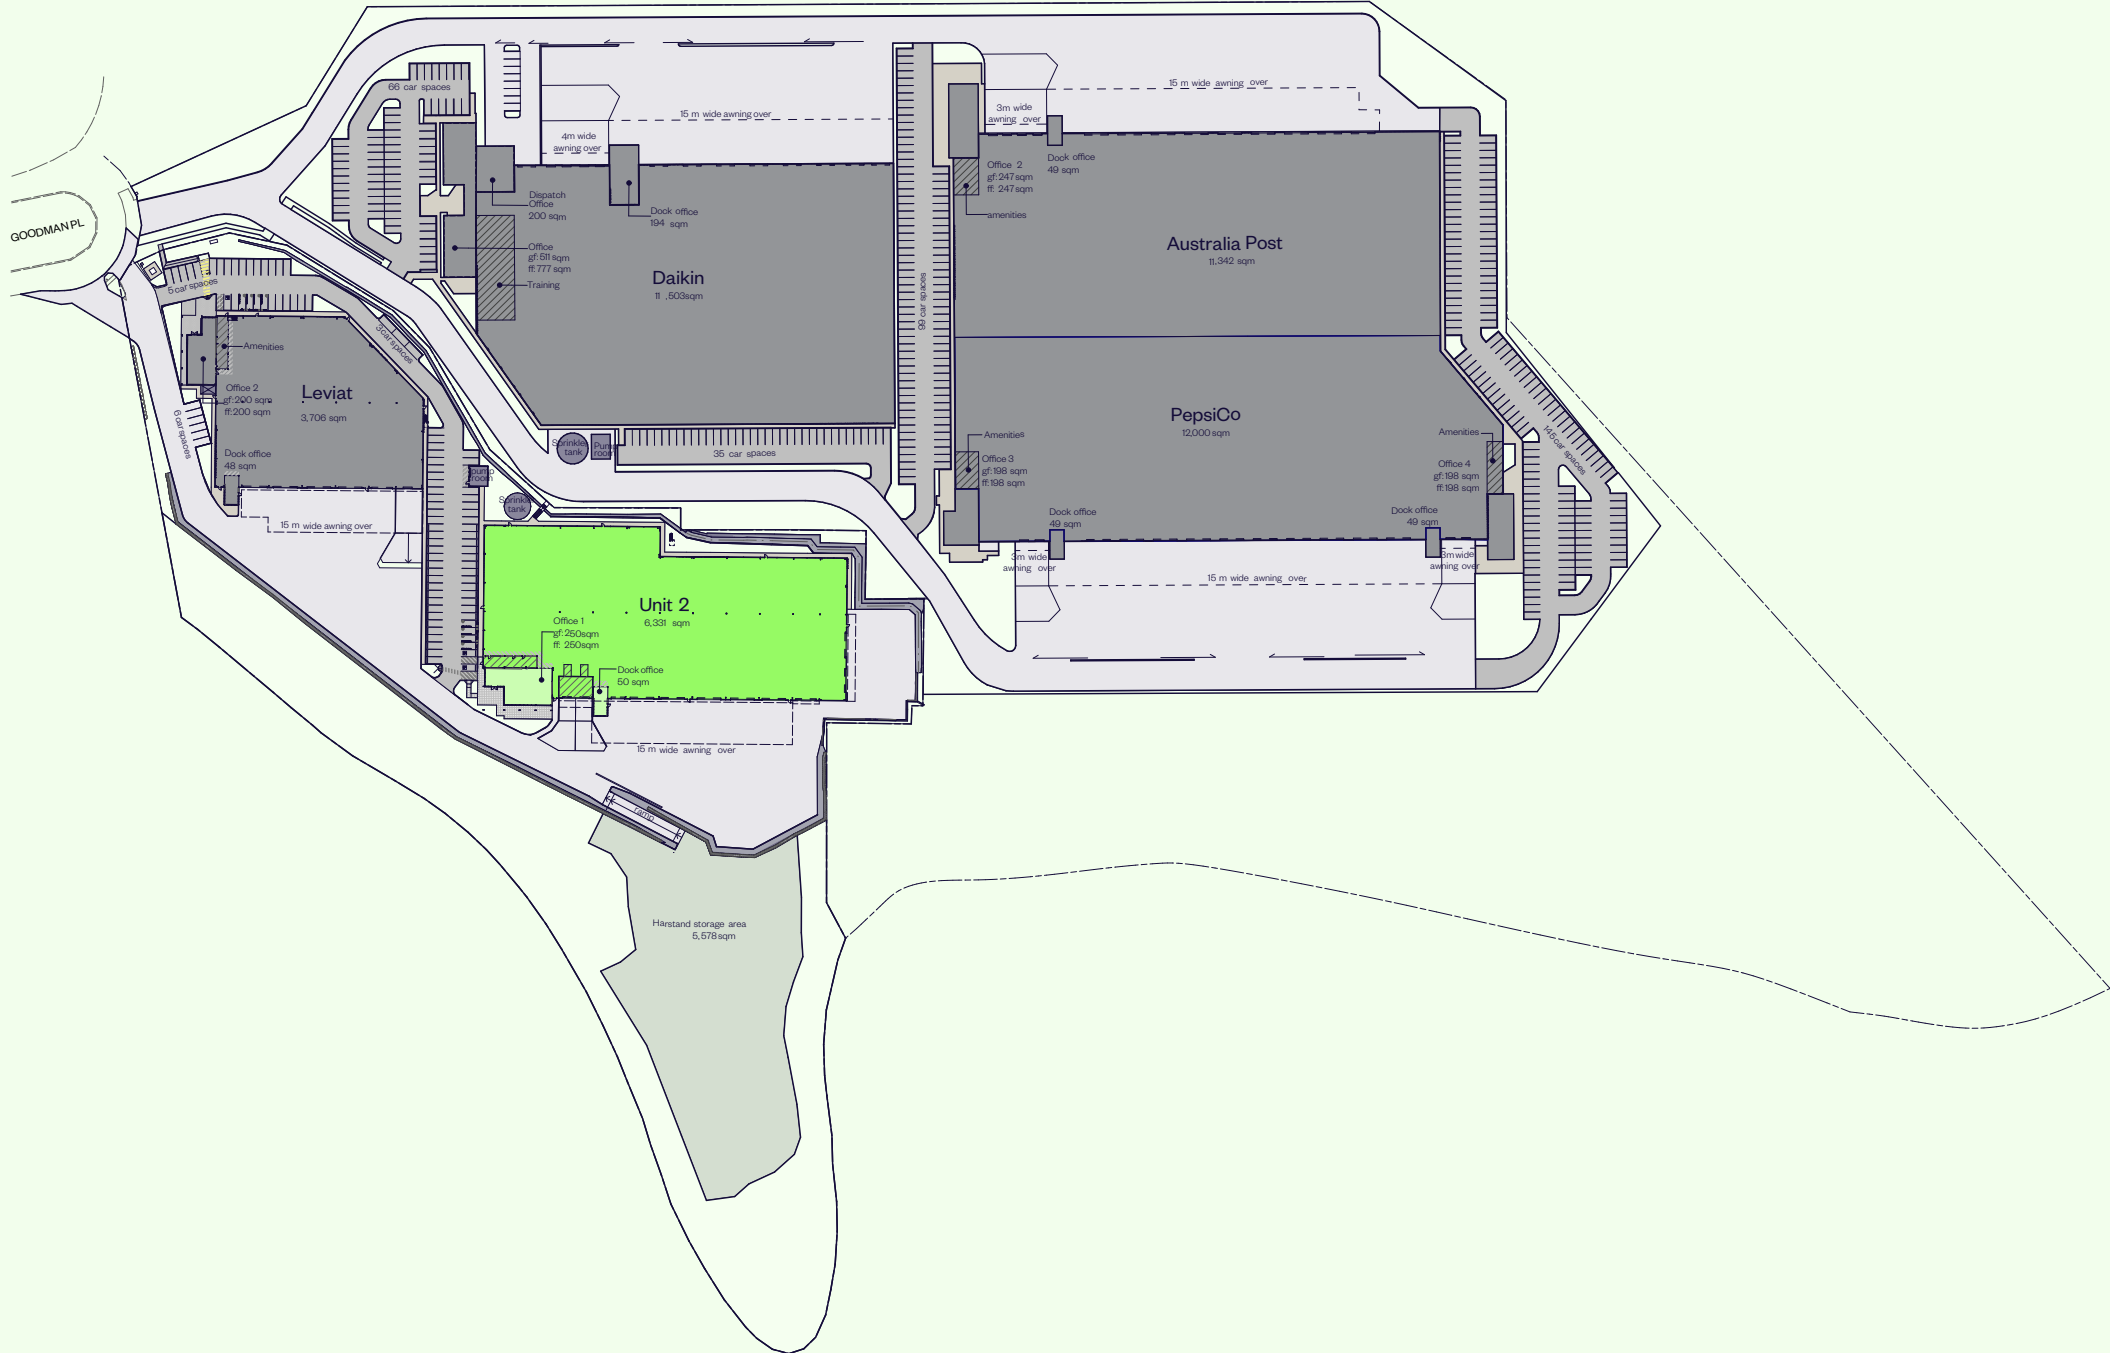 GOODMAN PL
66 car spaces
4m wide
awning over
15 m wide awning over
Dispatch
Office
200 sqm
Dock office
194 sqm
Office
gf: 611 sqm
ff: 777 sqm
Training
Daikin
11 ,503sqm
99 car spaces
35 car spaces
Sprinkler
tank
Pump
room
3m wide
awning over
15 m wide awning over
Office 2
gf: 247 sqm
ff: 247 sqm
amenities
Dock office
49 sqm
Australia Post
11,342 sqm
PepsiCo
12,000 sqm
Amenities
Office 3
gf: 198 sqm
ff: 198 sqm
Amenities
Office 4
gf: 198 sqm
ff: 198 sqm
Dock office
49 sqm
Dock office
49 sqm
3m wide
awning over
3m wide
awning over
15 m wide awning over
145 car spaces
5 car spaces
3 car spaces
6 car spaces
Amenities
Leviat
3,706 sqm
Office 2
gf: 200 sqm
ff: 200 sqm
Dock office
48 sqm
15 m wide awning over
pump
room
Sprinkler
tank
Unit 2
6,331 sqm
Office 1
gf: 250sqm
ff: 250sqm
Dock office
50 sqm
15 m wide awning over
ramp
Harstand storage area
5,578 sqm